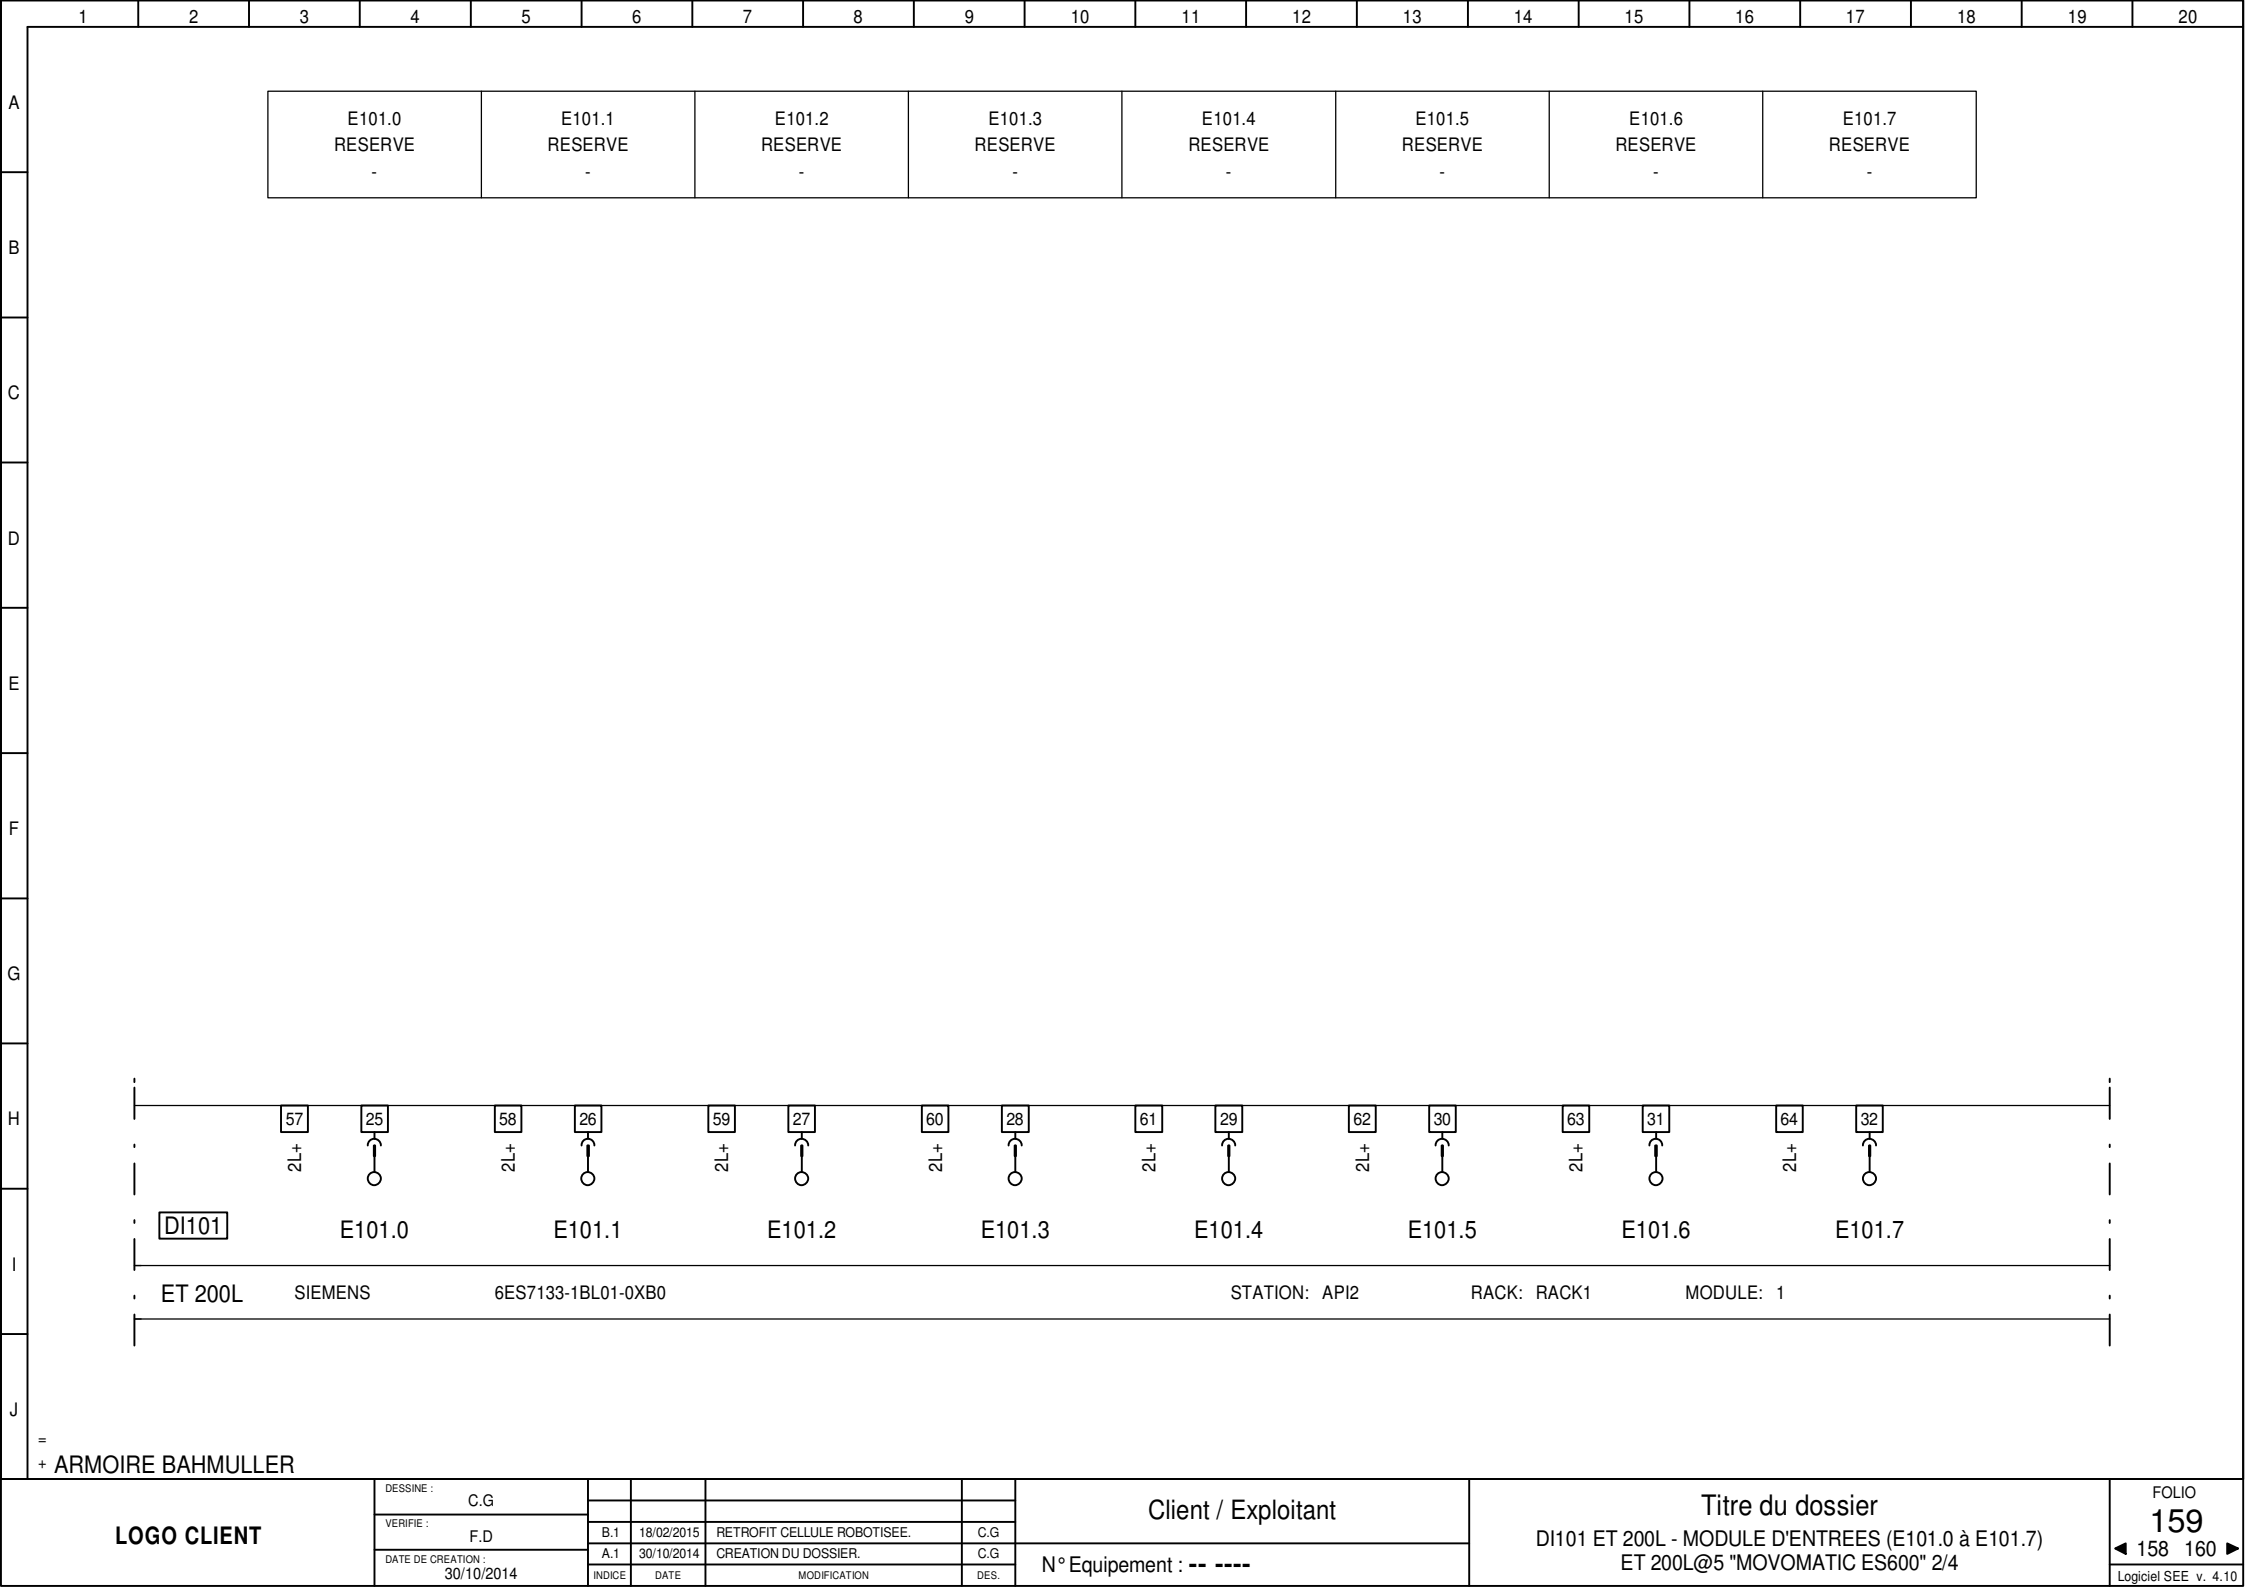 1 2 3 4 5 6 7 8 9 10 11 12 13 14 15 16 17 18 19 20
A
E101.0 E101.1 E101.2 E101.3 E101.4 E101.5 E101.6 E101.7
RESERVE RESERVE RESERVE RESERVE RESERVE RESERVE RESERVE RESERVE
- - - - - - - -
B
C
D
E
F
G
H
57 25 58 26 59 27 60 28 61 29 62 30 63 31 64 32
2L+ 2L+ 2L+ 2L+ 2L+ 2L+ 2L+ 2L+
DI101 E101.0 E101.1 E101.2 E101.3 E101.4 E101.5 E101.6 E101.7
I
ET 200L SIEMENS 6ES7133-1BL01-0XB0 STATION: API2 RACK: RACK1 MODULE: 1
J
=
+ ARMOIRE BAHMULLER
LOGO CLIENT
DESSINE :
C.G
VERIFIE :
F.D
DATE DE CREATION :
30/10/2014
B.1 18/02/2015 RETROFIT CELLULE ROBOTISEE. C.G
A.1 30/10/2014 CREATION DU DOSSIER. C.G
INDICE DATE MODIFICATION DES.
Client / Exploitant
N° Equipement : -- ----
Titre du dossier
DI101 ET 200L - MODULE D'ENTREES (E101.0 à E101.7)
ET 200L@5 "MOVOMATIC ES600" 2/4
FOLIO
159
◄ 158 160 ►
Logiciel SEE v. 4.10